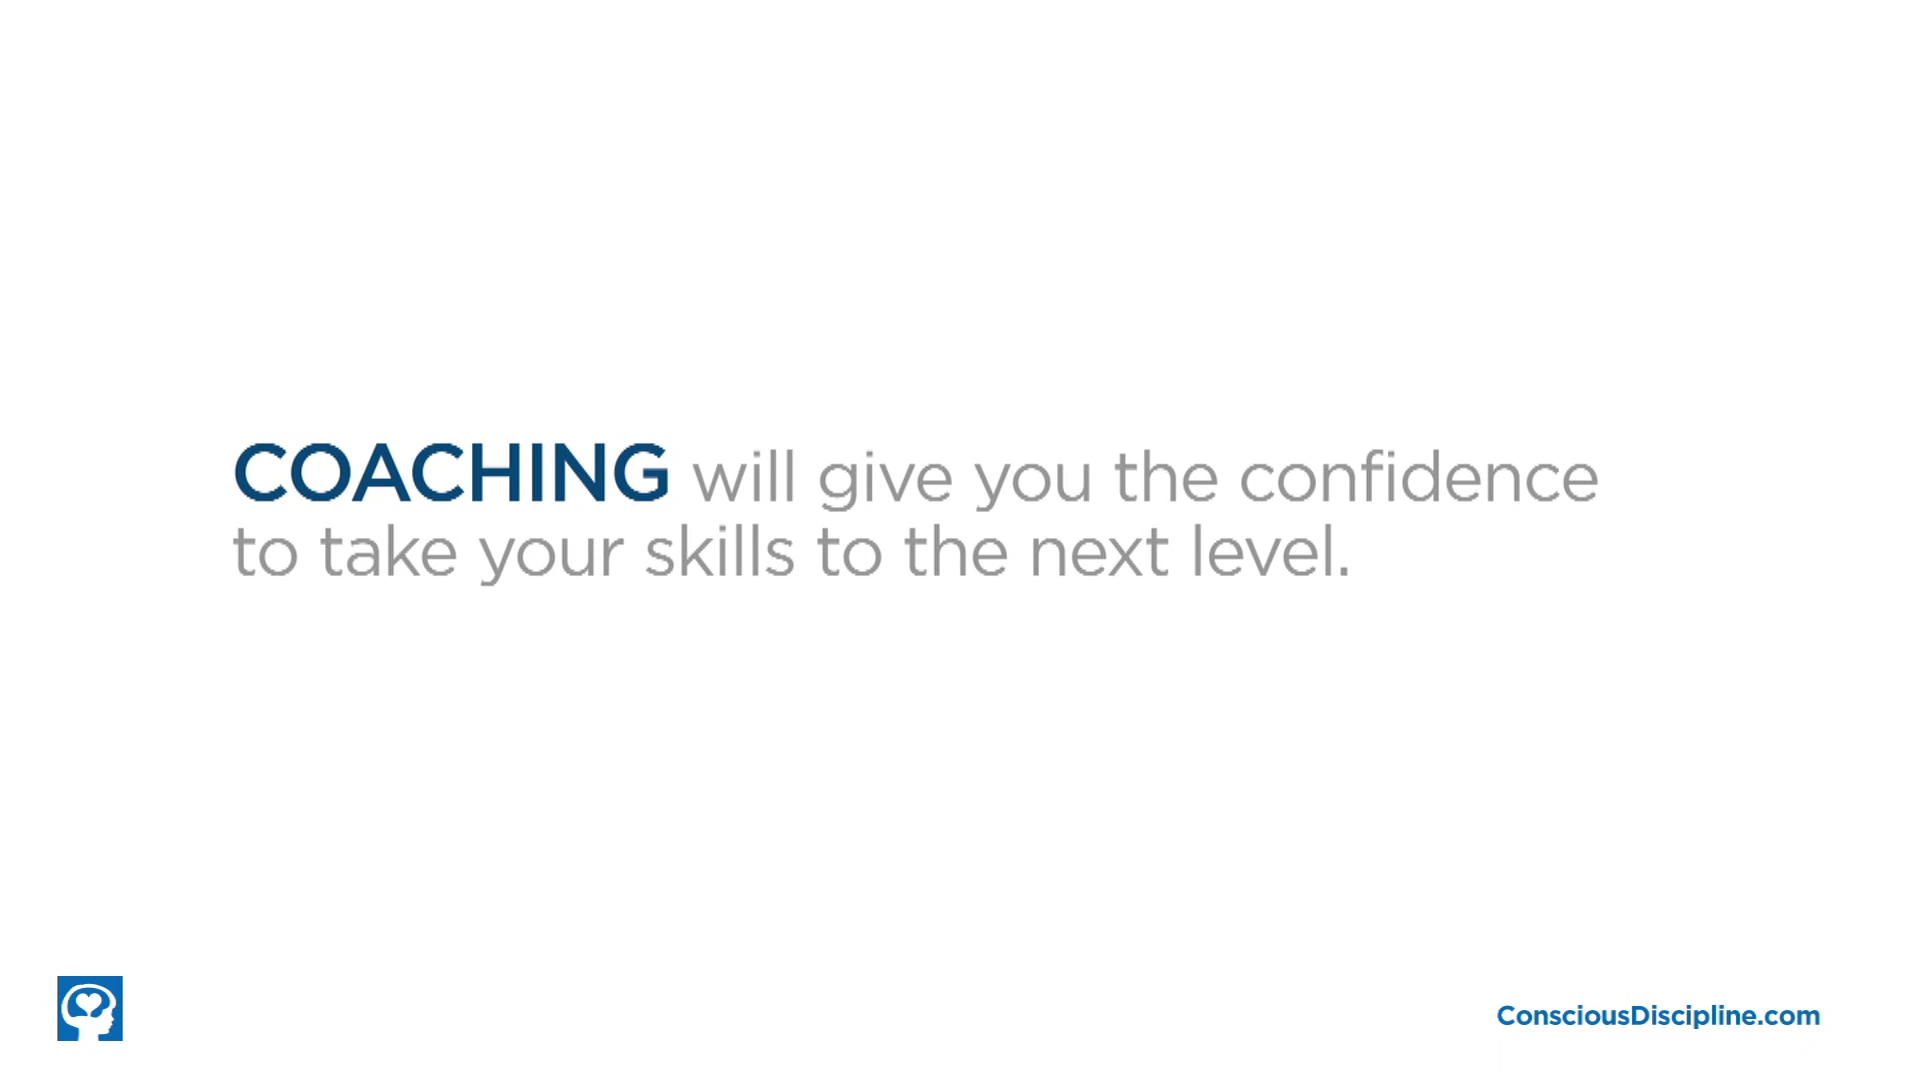 COACHING will give you the confidence
to take your skills to the next level.
ConsciousDiscipline.com